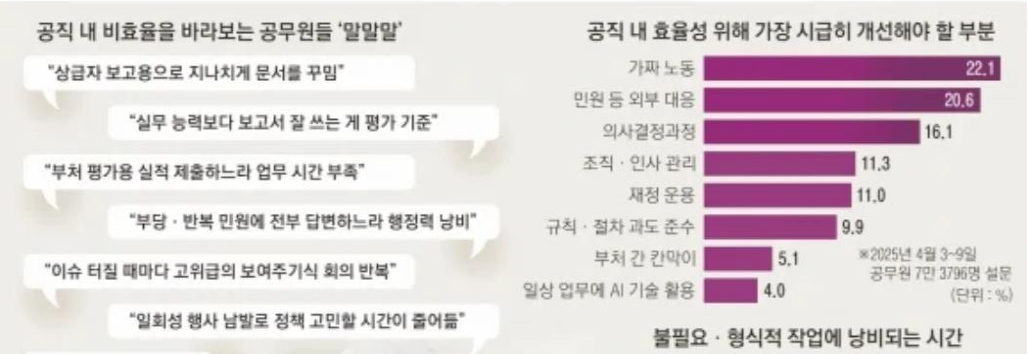 공직 내 비효율을 바라보는 공무원들 ‘말말말’
“상급자 보고용으로 지나치게 문서를 꾸밈”
“실무 능력보다 보고서 잘 쓰는 게 평가 기준”
“부처 평가용 실적 제출하느라 업무 시간 부족”
“부당·반복 민원에 전부 답변하느라 행정력 낭비”
“이슈 터질 때마다 고위급의 보여주기식 회의 반복”
“일회성 행사 남발로 정책 고민할 시간이 줄어듦”
공직 내 효율성 위해 가장 시급히 개선해야 할 부분
가짜 노동 22.1
민원 등 외부 대응 20.6
의사결정과정 16.1
조직·인사 관리 11.3
재정 운용 11.0
규칙·절차 과도 준수 9.9
부처 간 칸막이 5.1
일상 업무에 AI 기술 활용 4.0
※2025년 4월 3~9일
공무원 7만 3796명 설문
(단위 : %)
불필요·형식적 작업에 낭비되는 시간